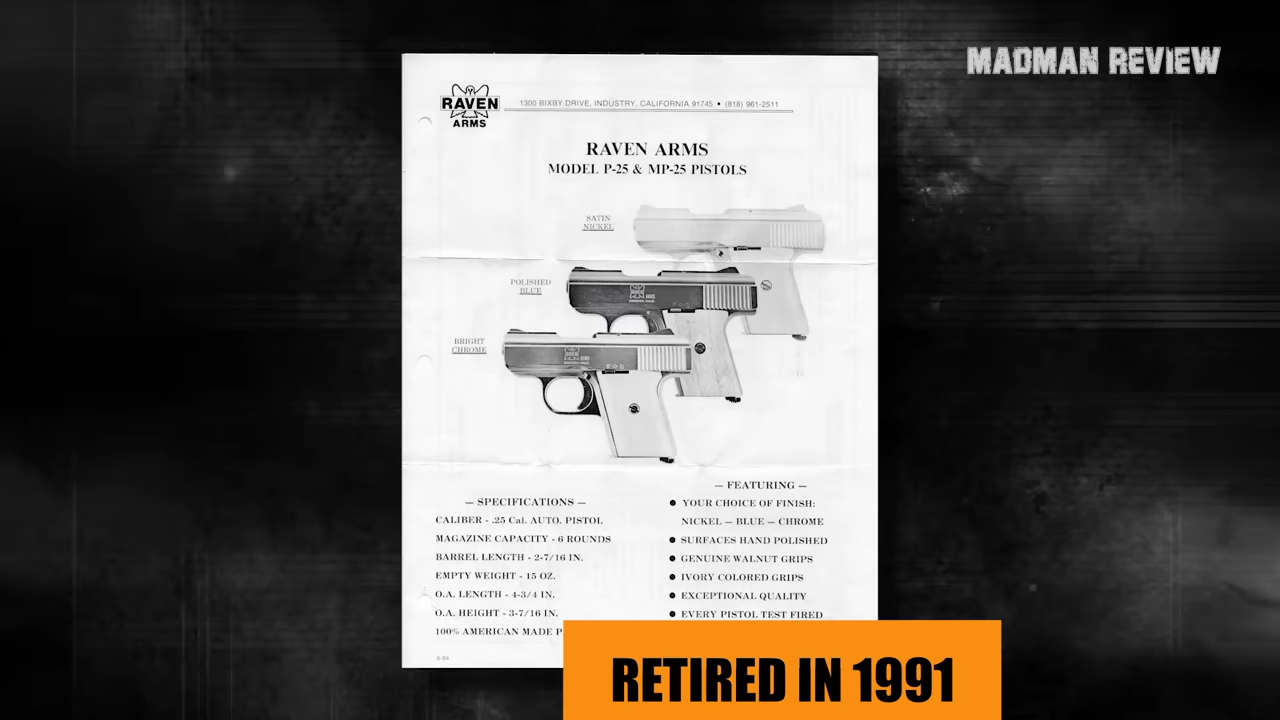 MADMAN REVIEW
RAVEN
ARMS
1300 BIXBY DRIVE, INDUSTRY, CALIFORNIA 91745 • (818) 961-2511
RAVEN ARMS
MODEL P-25 & MP-25 PISTOLS
SATIN
NICKEL
POLISHED
BLUE
BRIGHT
CHROME
RAVEN
ARMS
RAVEN
ARMS
— SPECIFICATIONS —
CALIBER - .25 Cal. AUTO. PISTOL
MAGAZINE CAPACITY - 6 ROUNDS
BARREL LENGTH - 2-7/16 IN.
EMPTY WEIGHT - 15 OZ.
O.A. LENGTH - 4-3/4 IN.
O.A. HEIGHT - 3-7/16 IN.
100% AMERICAN MADE P
— FEATURING —
● YOUR CHOICE OF FINISH:
NICKEL — BLUE — CHROME
● SURFACES HAND POLISHED
● GENUINE WALNUT GRIPS
● IVORY COLORED GRIPS
● EXCEPTIONAL QUALITY
● EVERY PISTOL TEST FIRED
RETIRED IN 1991